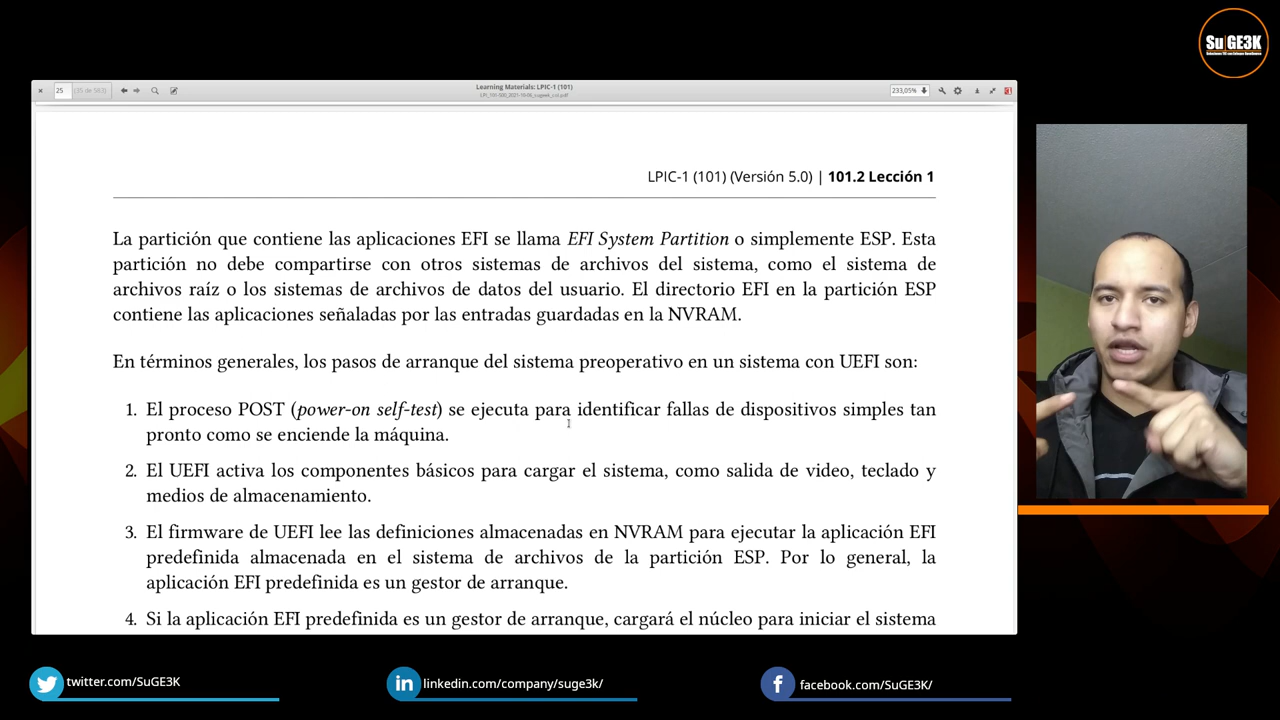 SuGE3K
25
(35 de 563)
Learning Materials: LPIC-1 (101)
233,05%
LPIC-1 (101) (Versión 5.0) | 101.2 Lección 1
La partición que contiene las aplicaciones EFI se llama EFI System Partition o simplemente ESP. Esta
partición no debe compartirse con otros sistemas de archivos del sistema, como el sistema de
archivos raíz o los sistemas de archivos de datos del usuario. El directorio EFI en la partición ESP
contiene las aplicaciones señaladas por las entradas guardadas en la NVRAM.
En términos generales, los pasos de arranque del sistema preoperativo en un sistema con UEFI son:
1. El proceso POST (power-on self-test) se ejecuta para identificar fallas de dispositivos simples tan
pronto como se enciende la máquina.
2. El UEFI activa los componentes básicos para cargar el sistema, como salida de video, teclado y
medios de almacenamiento.
3. El firmware de UEFI lee las definiciones almacenadas en NVRAM para ejecutar la aplicación EFI
predefinida almacenada en el sistema de archivos de la partición ESP. Por lo general, la
aplicación EFI predefinida es un gestor de arranque.
4. Si la aplicación EFI predefinida es un gestor de arranque, cargará el núcleo para iniciar el sistema
twitter.com/SuGE3K
linkedin.com/company/suge3k/
facebook.com/SuGE3K/